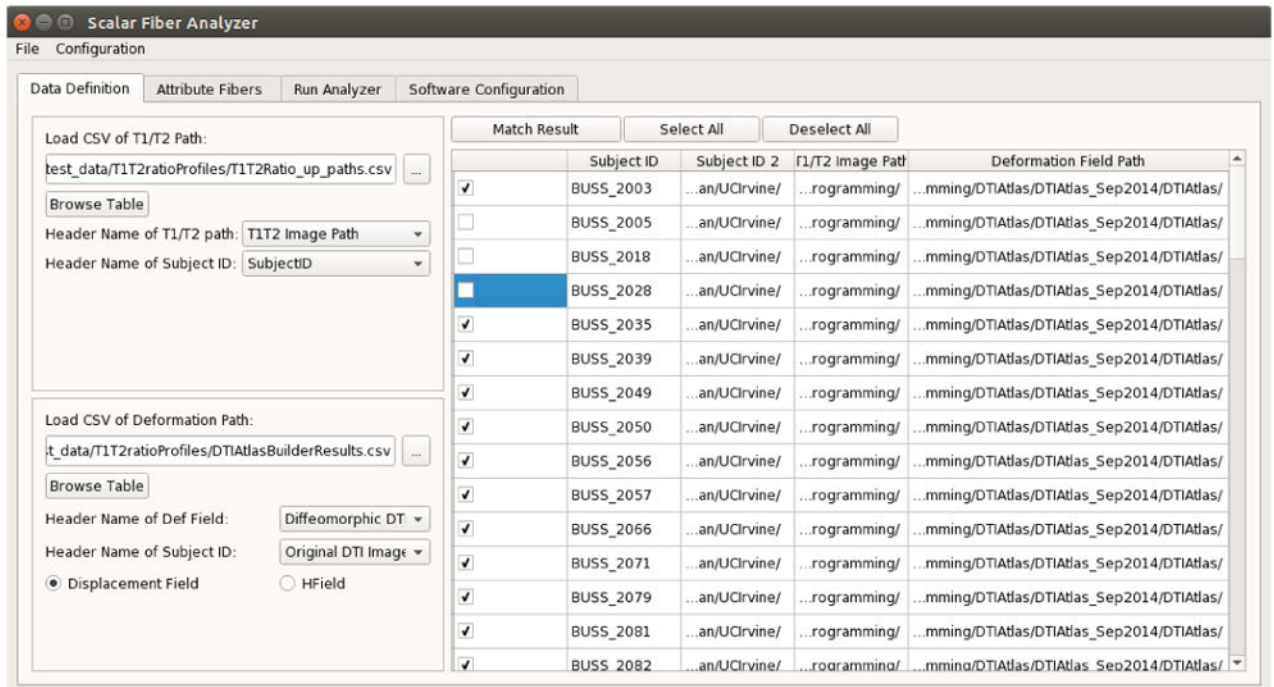 Scalar Fiber Analyzer
File Configuration
Data Definition Attribute Fibers Run Analyzer Software Configuration
Load CSV of T1/T2 Path:
test_data/T1T2ratioProfiles/T1T2Ratio_up_paths.csv ...
Browse Table
Header Name of T1/T2 path: T1T2 Image Path
Header Name of Subject ID: SubjectID
Load CSV of Deformation Path:
t_data/T1T2ratioProfiles/DTIAtlasBuilderResults.csv ...
Browse Table
Header Name of Def Field: Diffeomorphic DT
Header Name of Subject ID: Original DTI Image
Displacement Field HField
Match Result Select All Deselect All
Subject ID Subject ID 2 T1/T2 Image Path Deformation Field Path
BUSS_2003 ...an/UCIrvine/ ...rogramming/ ...mming/DTIAtlas/DTIAtlas_Sep2014/DTIAtlas/
BUSS_2005 ...an/UCIrvine/ ...rogramming/ ...mming/DTIAtlas/DTIAtlas_Sep2014/DTIAtlas/
BUSS_2018 ...an/UCIrvine/ ...rogramming/ ...mming/DTIAtlas/DTIAtlas_Sep2014/DTIAtlas/
BUSS_2028 ...an/UCIrvine/ ...rogramming/ ...mming/DTIAtlas/DTIAtlas_Sep2014/DTIAtlas/
BUSS_2035 ...an/UCIrvine/ ...rogramming/ ...mming/DTIAtlas/DTIAtlas_Sep2014/DTIAtlas/
BUSS_2039 ...an/UCIrvine/ ...rogramming/ ...mming/DTIAtlas/DTIAtlas_Sep2014/DTIAtlas/
BUSS_2049 ...an/UCIrvine/ ...rogramming/ ...mming/DTIAtlas/DTIAtlas_Sep2014/DTIAtlas/
BUSS_2050 ...an/UCIrvine/ ...rogramming/ ...mming/DTIAtlas/DTIAtlas_Sep2014/DTIAtlas/
BUSS_2056 ...an/UCIrvine/ ...rogramming/ ...mming/DTIAtlas/DTIAtlas_Sep2014/DTIAtlas/
BUSS_2057 ...an/UCIrvine/ ...rogramming/ ...mming/DTIAtlas/DTIAtlas_Sep2014/DTIAtlas/
BUSS_2066 ...an/UCIrvine/ ...rogramming/ ...mming/DTIAtlas/DTIAtlas_Sep2014/DTIAtlas/
BUSS_2071 ...an/UCIrvine/ ...rogramming/ ...mming/DTIAtlas/DTIAtlas_Sep2014/DTIAtlas/
BUSS_2079 ...an/UCIrvine/ ...rogramming/ ...mming/DTIAtlas/DTIAtlas_Sep2014/DTIAtlas/
BUSS_2081 ...an/UCIrvine/ ...rogramming/ ...mming/DTIAtlas/DTIAtlas_Sep2014/DTIAtlas/
BUSS_2082 ...an/UCIrvine/ ...rogramming/ ...mming/DTIAtlas/DTIAtlas_Sep2014/DTIAtlas/